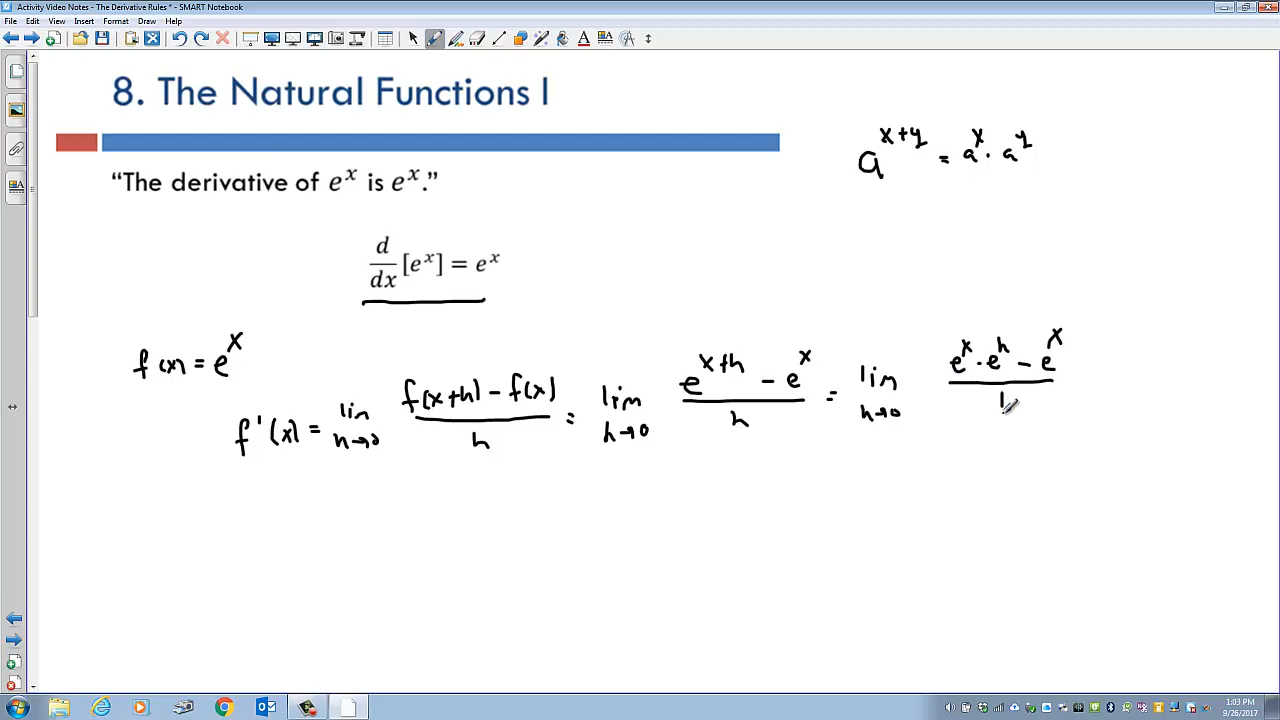 Activity Video Notes - The Derivative Rules * - SMART Notebook
File Edit View Insert Format Draw Help
8. The Natural Functions I
a^{x+y} = a^x · a^y
“The derivative of e^x is e^x.”
d/dx [e^x] = e^x
f(x) = e^x
f'(x) = lim h→0 (f(x+h) − f(x))/h = lim h→0 (e^{x+h} − e^x)/h = lim h→0 (e^x · e^h − e^x)/
1:03 PM
9/26/2017